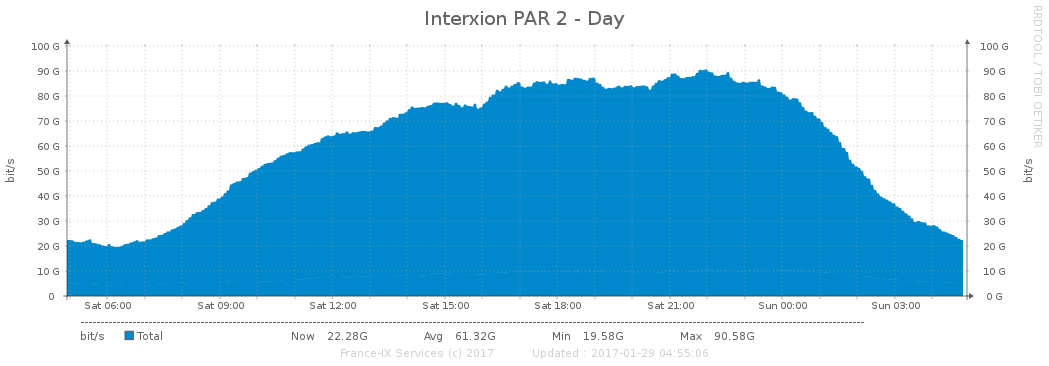 Interxion PAR 2 - Day
RRDTOOL / TOBI OETIKER
100 G 100 G
90 G 90 G
80 G 80 G
70 G 70 G
60 G 60 G
50 G 50 G
40 G 40 G
30 G 30 G
20 G 20 G
10 G 10 G
0 0 G
bit/s bit/s
Sat 06:00 Sat 09:00 Sat 12:00 Sat 15:00 Sat 18:00 Sat 21:00 Sun 00:00 Sun 03:00
bit/s Total Now 22.28G Avg 61.32G Min 19.58G Max 90.58G
France-IX Services (c) 2017 Updated : 2017-01-29 04:55:06